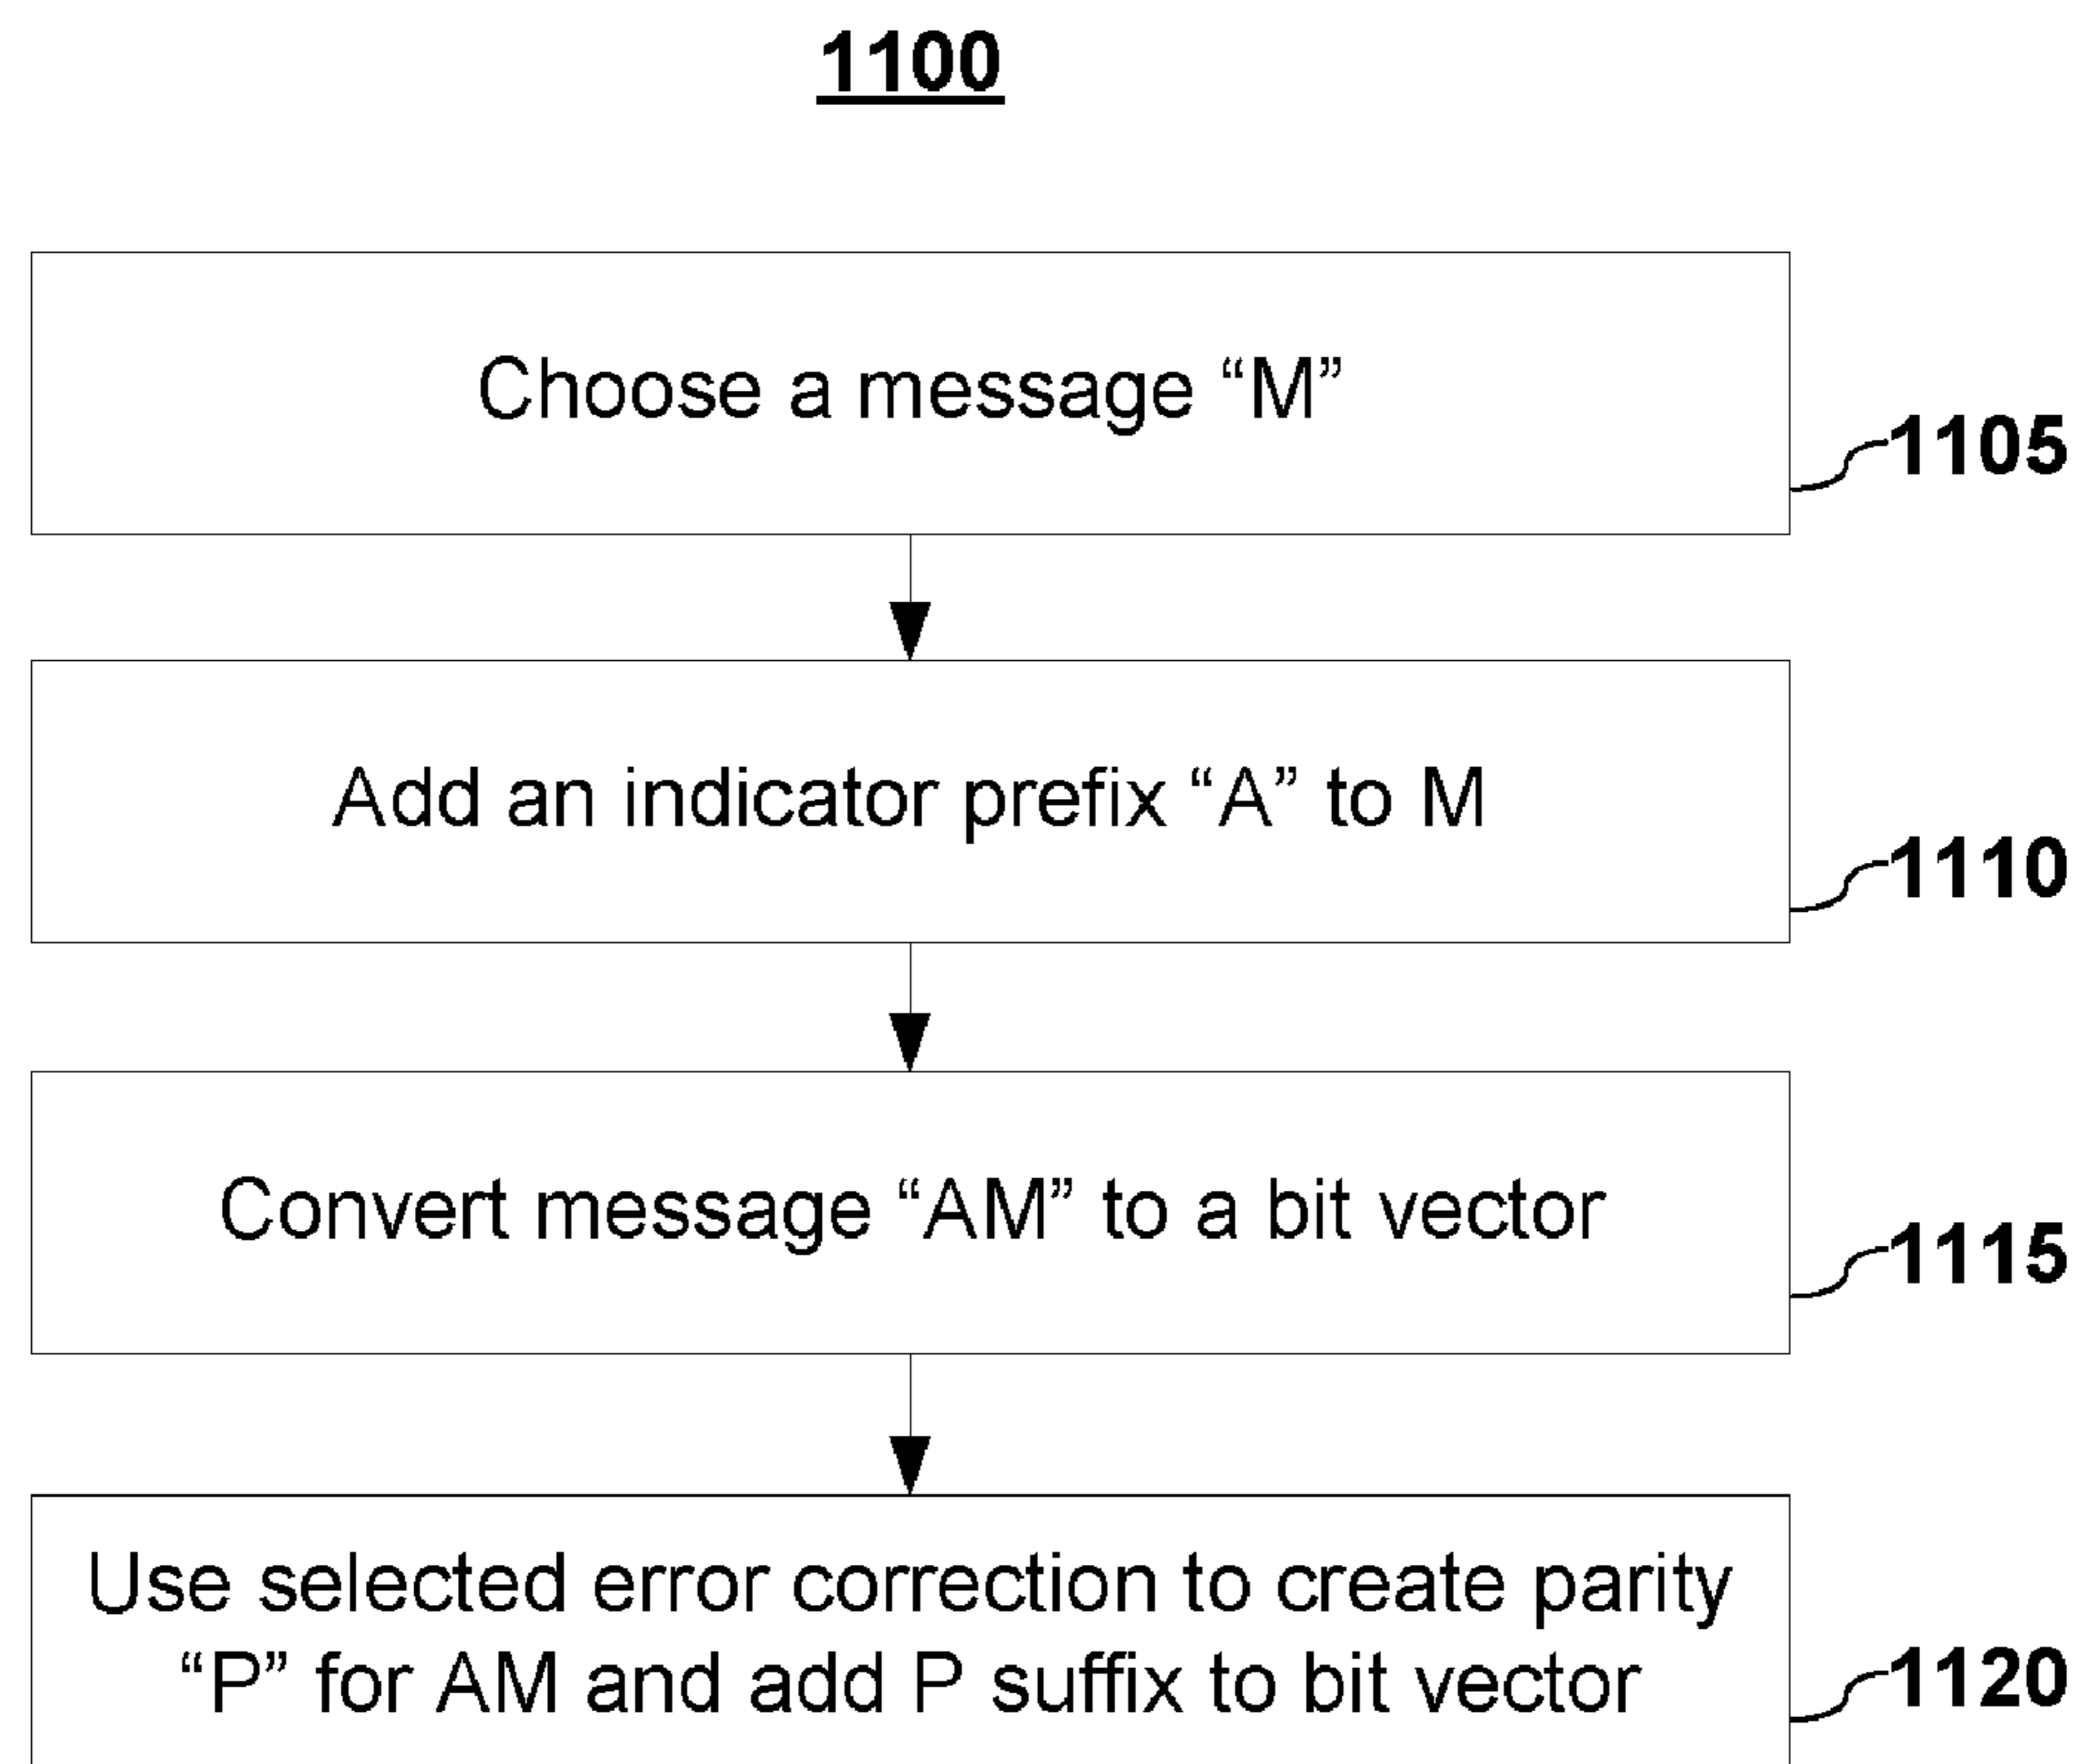 1100
Choose a message “M”
1105
Add an indicator prefix “A” to M
1110
Convert message “AM” to a bit vector
1115
Use selected error correction to create parity
“P” for AM and add P suffix to bit vector
1120